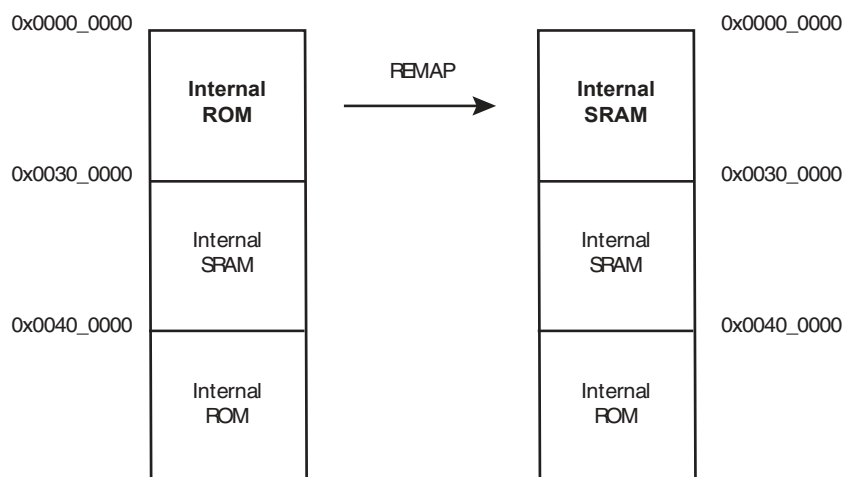 0x0000_0000
Internal
ROM
REMAP
Internal
SRAM
0x0000_0000
0x0030_0000
0x0030_0000
Internal
SRAM
Internal
SRAM
0x0040_0000
0x0040_0000
Internal
ROM
Internal
ROM